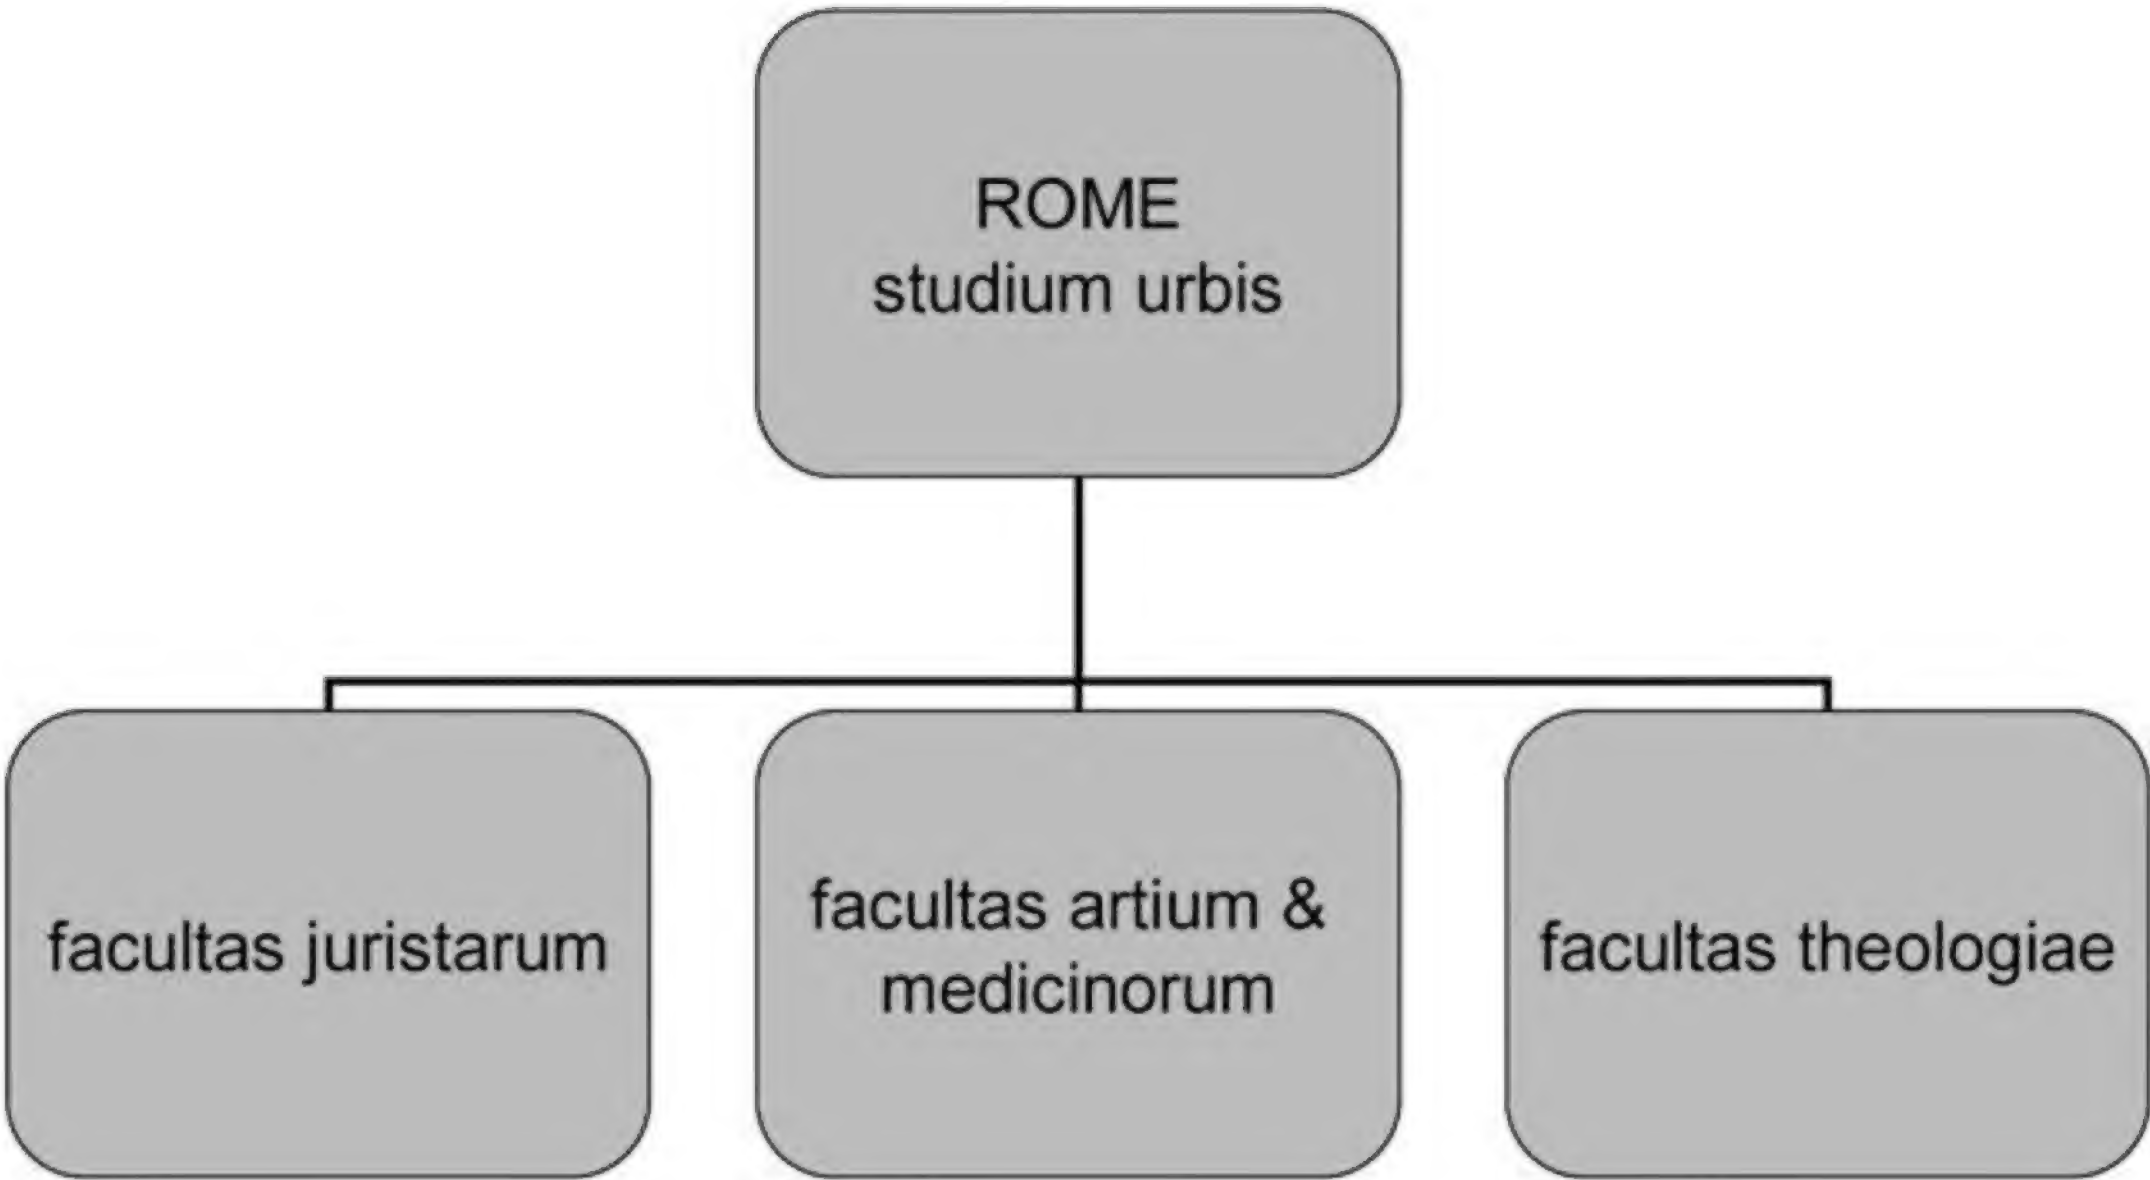 ROME
studium urbis
facultas juristarum
facultas artium &
medicinorum
facultas theologiae